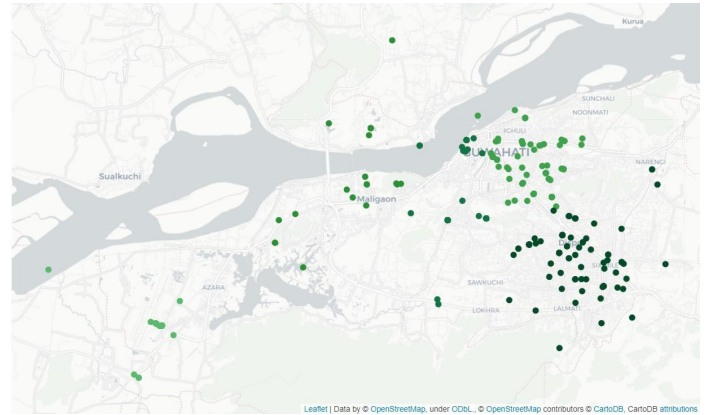 Kurua
SUNCHALI
NOONMATI
GUWAHATI
NARENGI
Sualkuchi
Maligaon
AZARA
SAWKUCHI
LOKHRA
LALMATI
Leaflet | Data by © OpenStreetMap, under ODbL., © OpenStreetMap contributors © CartoDB, CartoDB attributions